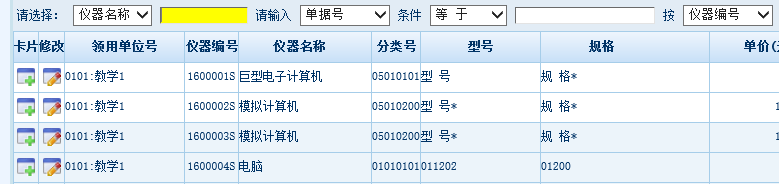 请选择: 仪器名称 请输入 单据号 条件 等 于 按 仪器编号
卡片 修改 领用单位号 仪器编号 仪器名称 分类号 型号 规格 单价(
0101:教学1 1600001S 巨型电子计算机 05010101 型 号 规 格*
0101:教学1 1600002S 模拟计算机 05010200 型 号* 规 格* 1
0101:教学1 1600003S 模拟计算机 05010200 型 号* 规 格* 1
0101:教学1 1600004S 电脑 01010101 011202 01200